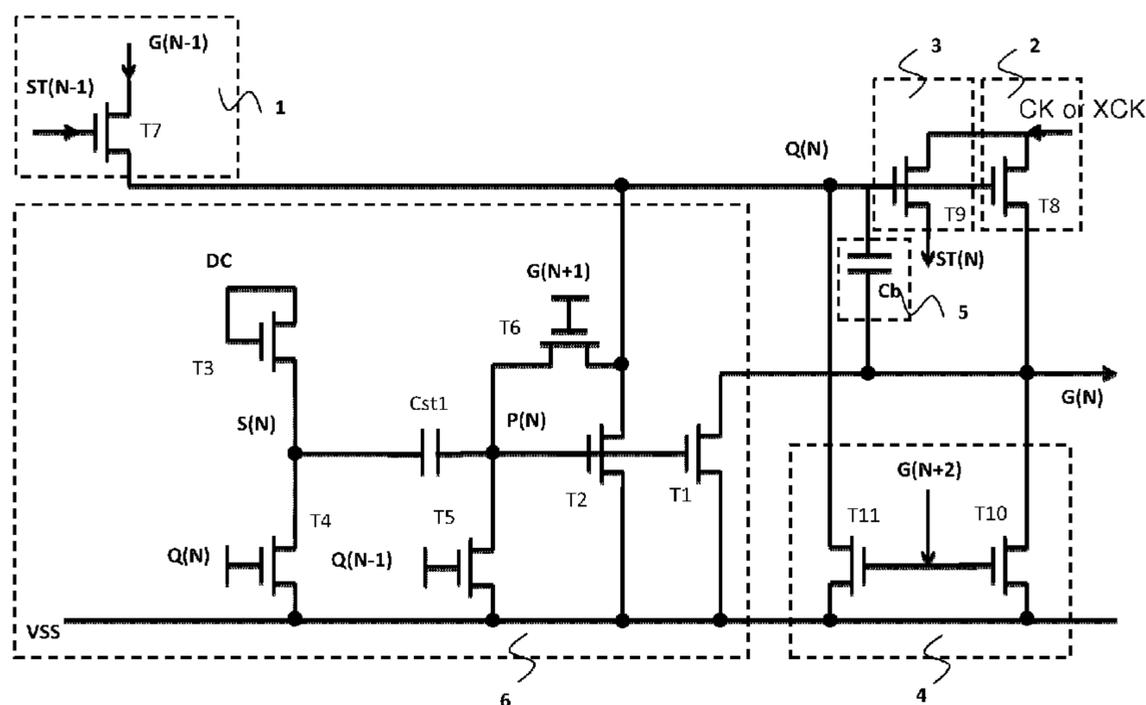 G(N-1)
3
2
ST(N-1)
1
T7
CK or XCK
Q(N)
T9
T8
DC
G(N+1)
ST(N)
Cb
5
T6
T3
G(N)
Cst1
S(N)
P(N)
G(N+2)
T2
T1
T4
T5
T11
T10
Q(N)
Q(N-1)
VSS
6
4